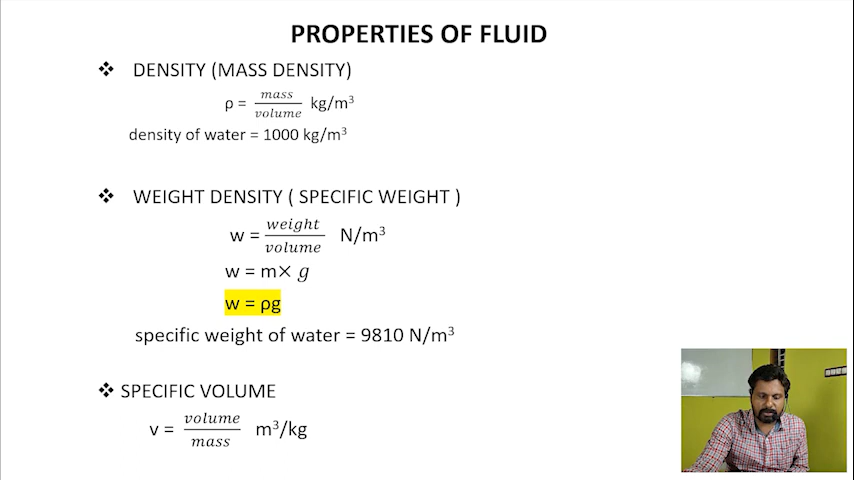 PROPERTIES OF FLUID
❖ DENSITY (MASS DENSITY)
ρ = mass/volume kg/m³
density of water = 1000 kg/m³
❖ WEIGHT DENSITY ( SPECIFIC WEIGHT )
w = weight/volume N/m³
w = m× g
w = ρg
specific weight of water = 9810 N/m³
❖ SPECIFIC VOLUME
v = volume/mass m³/kg